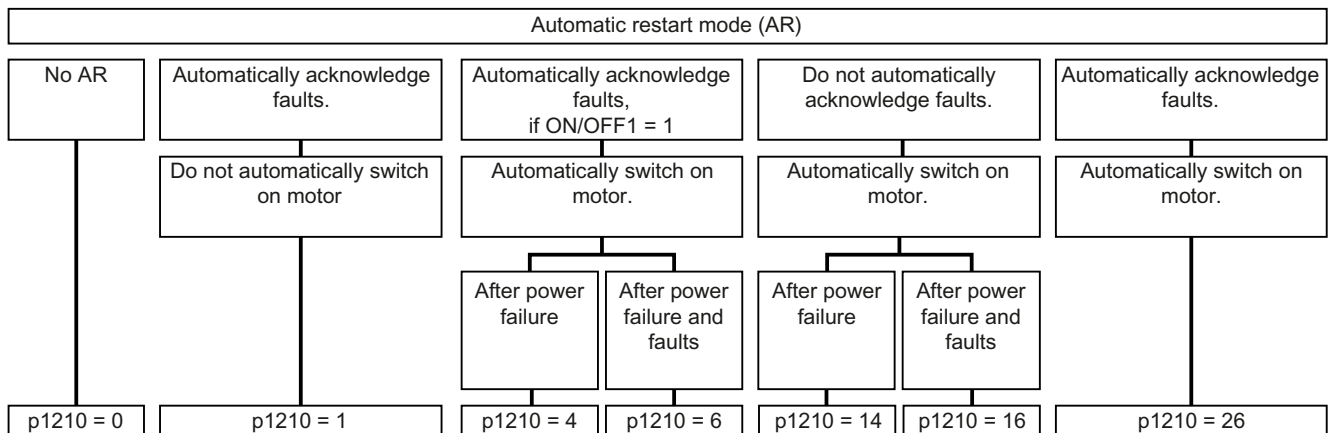 Automatic restart mode (AR)
No AR
Automatically acknowledge
faults.
Automatically acknowledge
faults,
if ON/OFF1 = 1
Do not automatically
acknowledge faults.
Automatically acknowledge
faults.
Do not automatically switch
on motor
Automatically switch on
motor.
Automatically switch on
motor.
Automatically switch on
motor.
After power
failure
After power
failure and
faults
After power
failure
After power
failure and
faults
p1210 = 0
p1210 = 1
p1210 = 4
p1210 = 6
p1210 = 14
p1210 = 16
p1210 = 26